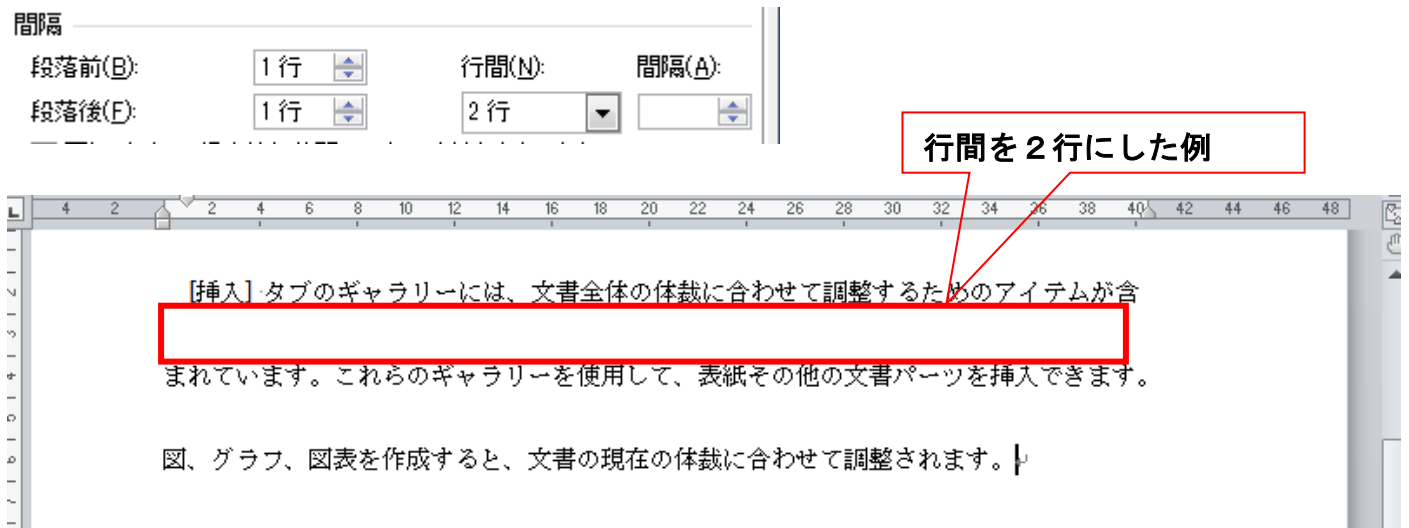 間隔
段落前(B): 1行 行間(N): 間隔(A):
段落後(F): 1行 2行
行間を２行にした例
L 4 2 2 4 6 8 10 12 14 16 18 20 22 24 26 28 30 32 34 36 38 40 42 44 46 48
[挿入] タブのギャラリーには、文書全体の体裁に合わせて調整するためのアイテムが含
まれています。これらのギャラリーを使用して、表紙その他の文書パーツを挿入できます。
図、グラフ、図表を作成すると、文書の現在の体裁に合わせて調整されます。